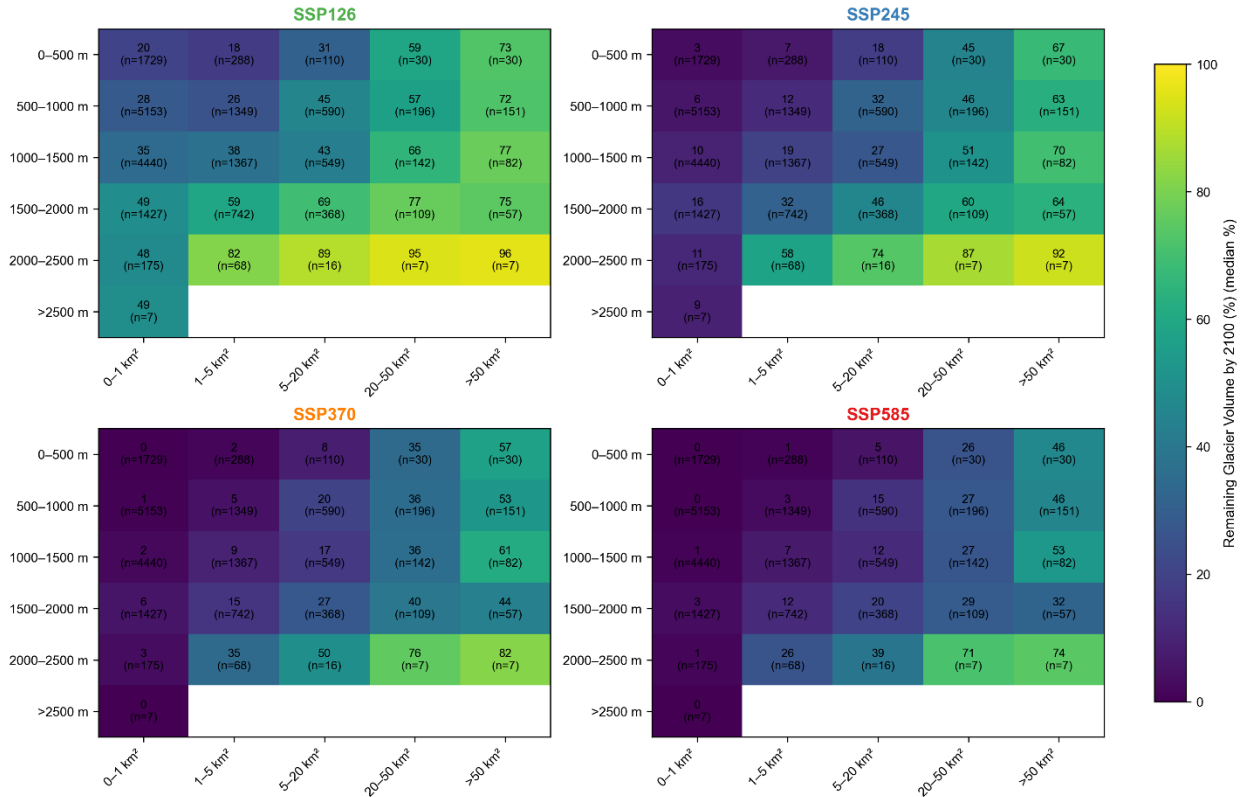 SSP126
0–500 m
20
(n=1729)
18
(n=288)
31
(n=110)
59
(n=30)
73
(n=30)
500–1000 m
28
(n=5153)
26
(n=1349)
45
(n=590)
57
(n=196)
72
(n=151)
1000–1500 m
35
(n=4440)
38
(n=1367)
43
(n=549)
66
(n=142)
77
(n=82)
1500–2000 m
49
(n=1427)
59
(n=742)
69
(n=368)
77
(n=109)
75
(n=57)
2000–2500 m
48
(n=175)
82
(n=68)
89
(n=16)
95
(n=7)
96
(n=7)
>2500 m
49
(n=7)
0–1 km²
1–5 km²
5–20 km²
20–50 km²
>50 km²
SSP245
0–500 m
3
(n=1729)
7
(n=288)
18
(n=110)
45
(n=30)
67
(n=30)
500–1000 m
6
(n=5153)
12
(n=1349)
32
(n=590)
46
(n=196)
63
(n=151)
1000–1500 m
10
(n=4440)
19
(n=1367)
27
(n=549)
51
(n=142)
70
(n=82)
1500–2000 m
16
(n=1427)
32
(n=742)
46
(n=368)
60
(n=109)
64
(n=57)
2000–2500 m
11
(n=175)
58
(n=68)
74
(n=16)
87
(n=7)
92
(n=7)
>2500 m
9
(n=7)
0–1 km²
1–5 km²
5–20 km²
20–50 km²
>50 km²
SSP370
0–500 m
0
(n=1729)
2
(n=288)
8
(n=110)
35
(n=30)
57
(n=30)
500–1000 m
1
(n=5153)
5
(n=1349)
20
(n=590)
36
(n=196)
53
(n=151)
1000–1500 m
2
(n=4440)
9
(n=1367)
17
(n=549)
36
(n=142)
61
(n=82)
1500–2000 m
6
(n=1427)
15
(n=742)
27
(n=368)
40
(n=109)
44
(n=57)
2000–2500 m
3
(n=175)
35
(n=68)
50
(n=16)
76
(n=7)
82
(n=7)
>2500 m
0
(n=7)
0–1 km²
1–5 km²
5–20 km²
20–50 km²
>50 km²
SSP585
0–500 m
0
(n=1729)
1
(n=288)
5
(n=110)
26
(n=30)
46
(n=30)
500–1000 m
0
(n=5153)
3
(n=1349)
15
(n=590)
27
(n=196)
46
(n=151)
1000–1500 m
1
(n=4440)
7
(n=1367)
12
(n=549)
27
(n=142)
53
(n=82)
1500–2000 m
3
(n=1427)
12
(n=742)
20
(n=368)
29
(n=109)
32
(n=57)
2000–2500 m
1
(n=175)
26
(n=68)
39
(n=16)
71
(n=7)
74
(n=7)
>2500 m
0
(n=7)
0–1 km²
1–5 km²
5–20 km²
20–50 km²
>50 km²
100
80
60
40
20
0
Remaining Glacier Volume by 2100 (%) (median %)